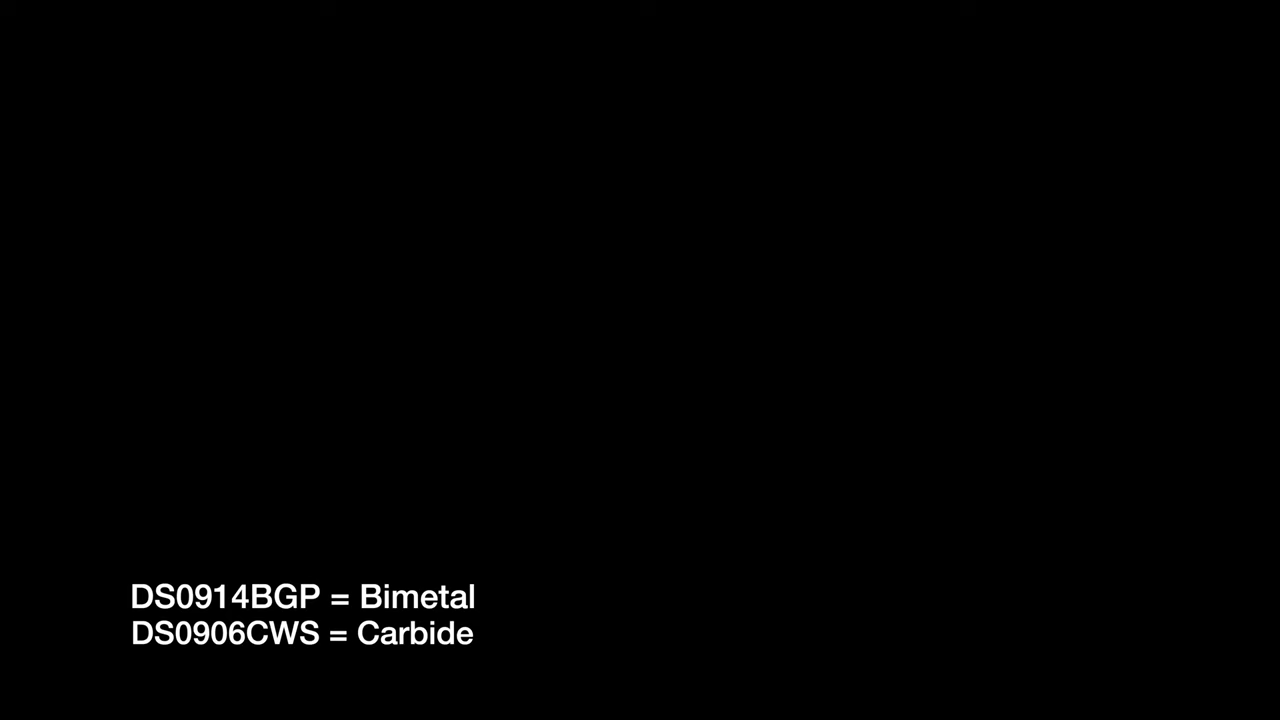 DS0914BGP = Bimetal
DS0906CWS = Carbide